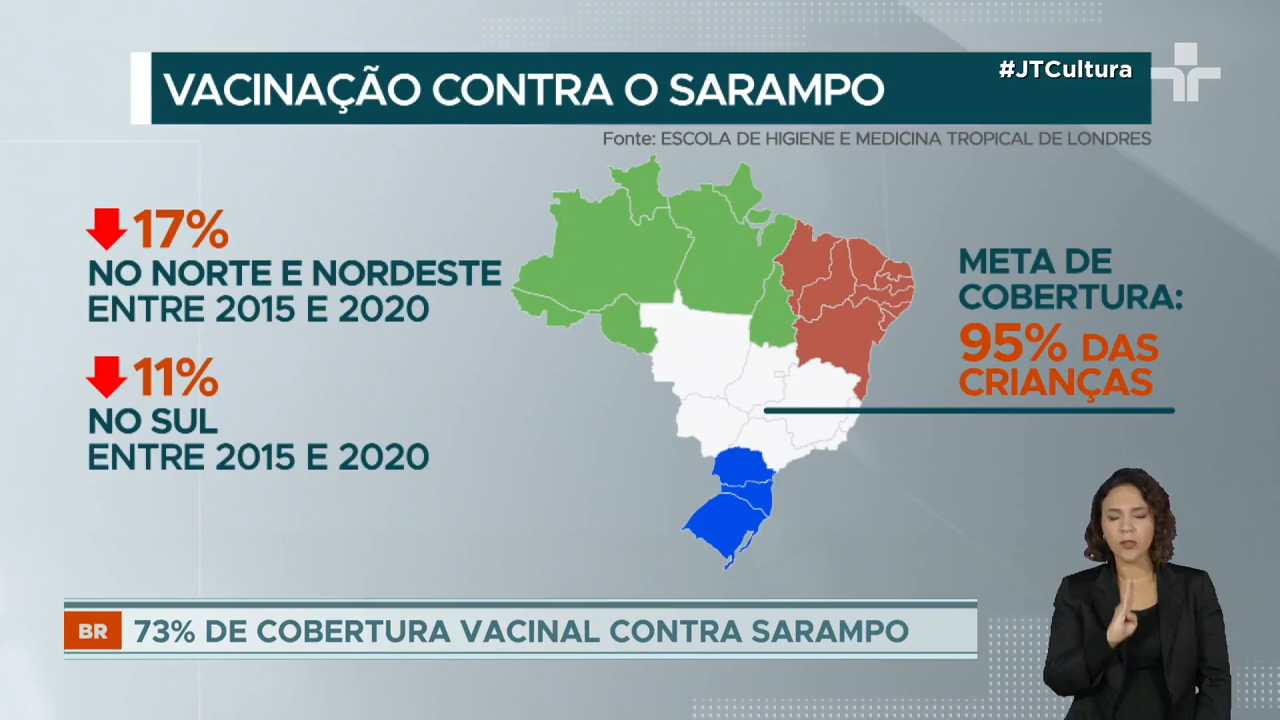 VACINAÇÃO CONTRA O SARAMPO
#JTCultura
Fonte: ESCOLA DE HIGIENE E MEDICINA TROPICAL DE LONDRES
17%
NO NORTE E NORDESTE
ENTRE 2015 E 2020
11%
NO SUL
ENTRE 2015 E 2020
META DE
COBERTURA:
95% DAS
CRIANÇAS
BR
73% DE COBERTURA VACINAL CONTRA SARAMPO